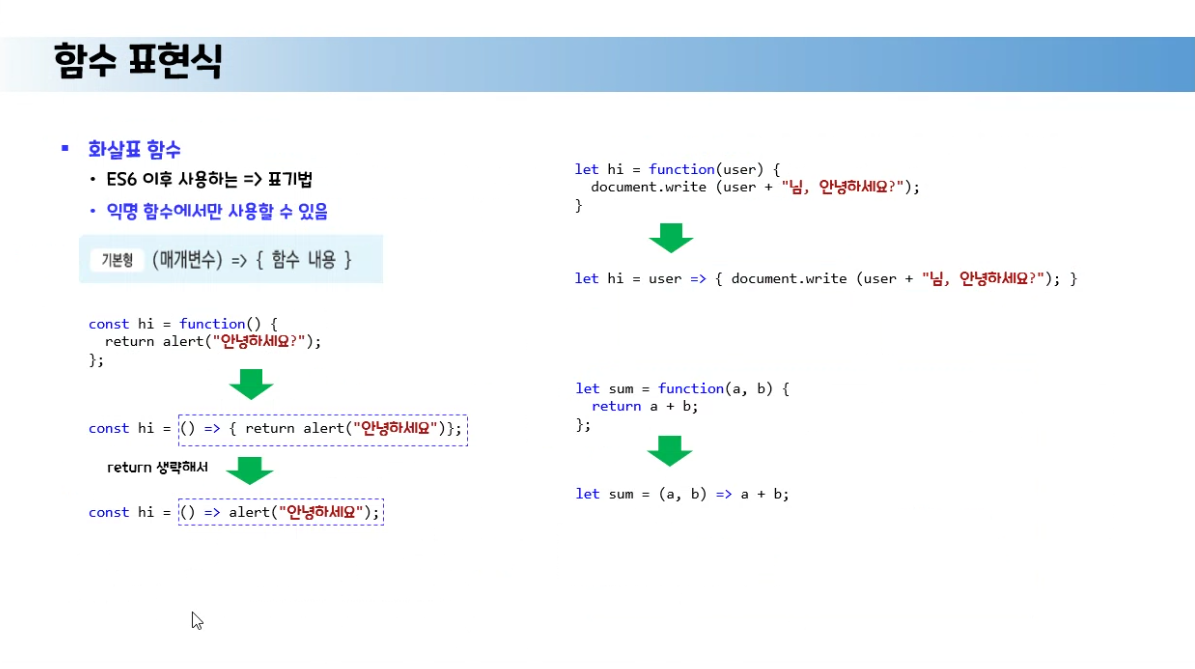 함수 표현식
▪ 화살표 함수
• ES6 이후 사용하는 => 표기법
• 익명 함수에서만 사용할 수 있음
기본형 (매개변수) => { 함수 내용 }
const hi = function() {
return alert("안녕하세요?");
};
const hi = () => { return alert("안녕하세요")};
return 생략해서
const hi = () => alert("안녕하세요");
let hi = function(user) {
document.write (user + "님, 안녕하세요?");
}
let hi = user => { document.write (user + "님, 안녕하세요?"); }
let sum = function(a, b) {
return a + b;
};
let sum = (a, b) => a + b;